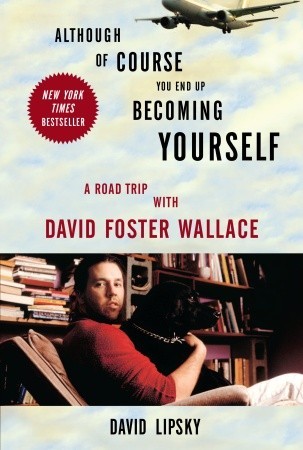 ALTHOUGH
OF COURSE
YOU END UP
BECOMING
YOURSELF
NEW YORK
TIMES
BESTSELLER
A ROAD TRIP
WITH
DAVID FOSTER WALLACE
DAVID LIPSKY